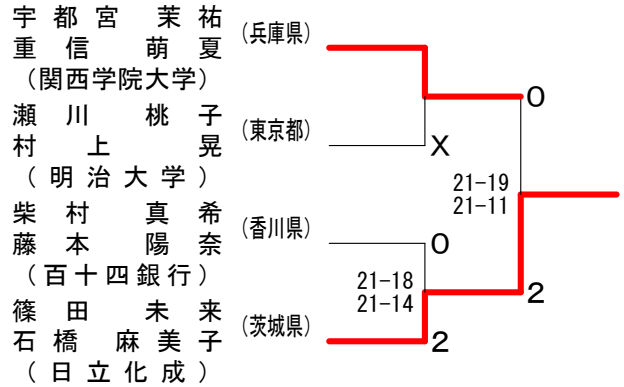 宇都宮 茉祐
重信 萌夏
(関西学院大学)
(兵庫県)
瀬川 桃子
村上 晃
(明治大学)
(東京都)
柴村 真希
藤本 陽奈
(百十四銀行)
(香川県)
篠田 未来
石橋 麻美子
(日立化成)
(茨城県)
X
0
21-18
21-14
2
0
21-19
21-11
2